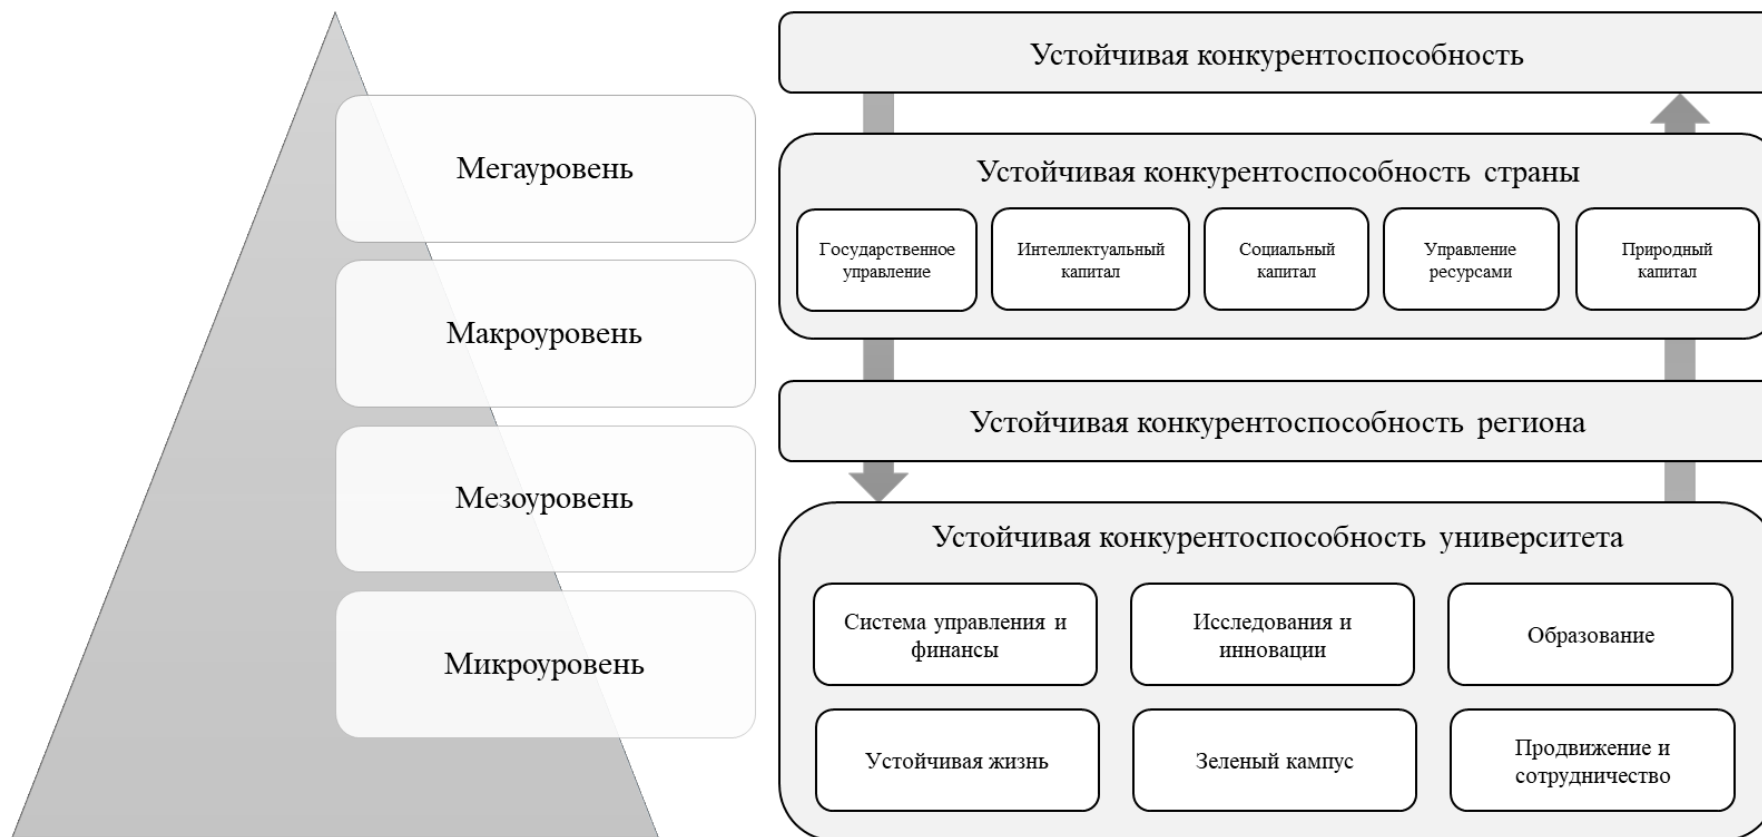 Мегауровень
Макроуровень
Мезоуровень
Микроуровень
Устойчивая конкурентоспособность
Устойчивая конкурентоспособность страны
Государственное
управление
Интеллектуальный
капитал
Социальный
капитал
Управление
ресурсами
Природный
капитал
Устойчивая конкурентоспособность региона
Устойчивая конкурентоспособность университета
Система управления и
финансы
Исследования и
инновации
Образование
Устойчивая жизнь
Зеленый кампус
Продвижение и
сотрудничество